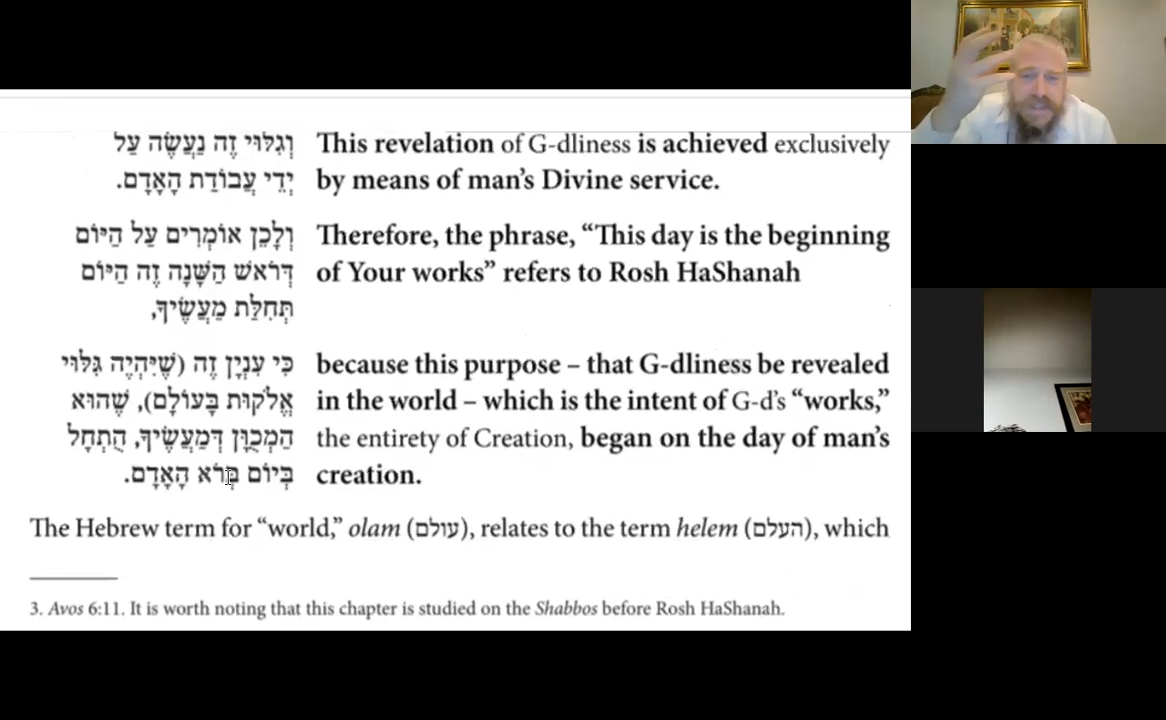 וְגִלּוּי זֶה נַעֲשֶׂה עַל
יְדֵי עֲבוֹדַת הָאָדָם.
This revelation of G-dliness is achieved exclusively
by means of man's Divine service.
וְלָכֵן אוֹמְרִים עַל הַיּוֹם
דְּרֹאשׁ הַשָּׁנָה זֶה הַיּוֹם
תְּחִלַּת מַעֲשֶׂיךָ,
Therefore, the phrase, “This day is the beginning
of Your works” refers to Rosh HaShanah
כִּי עִנְיָן זֶה (שֶׁיִּהְיֶה גִּלּוּי
אֱלֹקוּת בָּעוֹלָם), שֶׁהוּא
הַמְכֻוָּן דְּמַעֲשֶׂיךָ, הֻתְחַל
בְּיוֹם בְּרֹא הָאָדָם.
because this purpose – that G-dliness be revealed
in the world – which is the intent of G-d's “works,”
the entirety of Creation, began on the day of man's
creation.
The Hebrew term for “world,” olam (עולם), relates to the term helem (העלם), which
3. Avos 6:11. It is worth noting that this chapter is studied on the Shabbos before Rosh HaShanah.